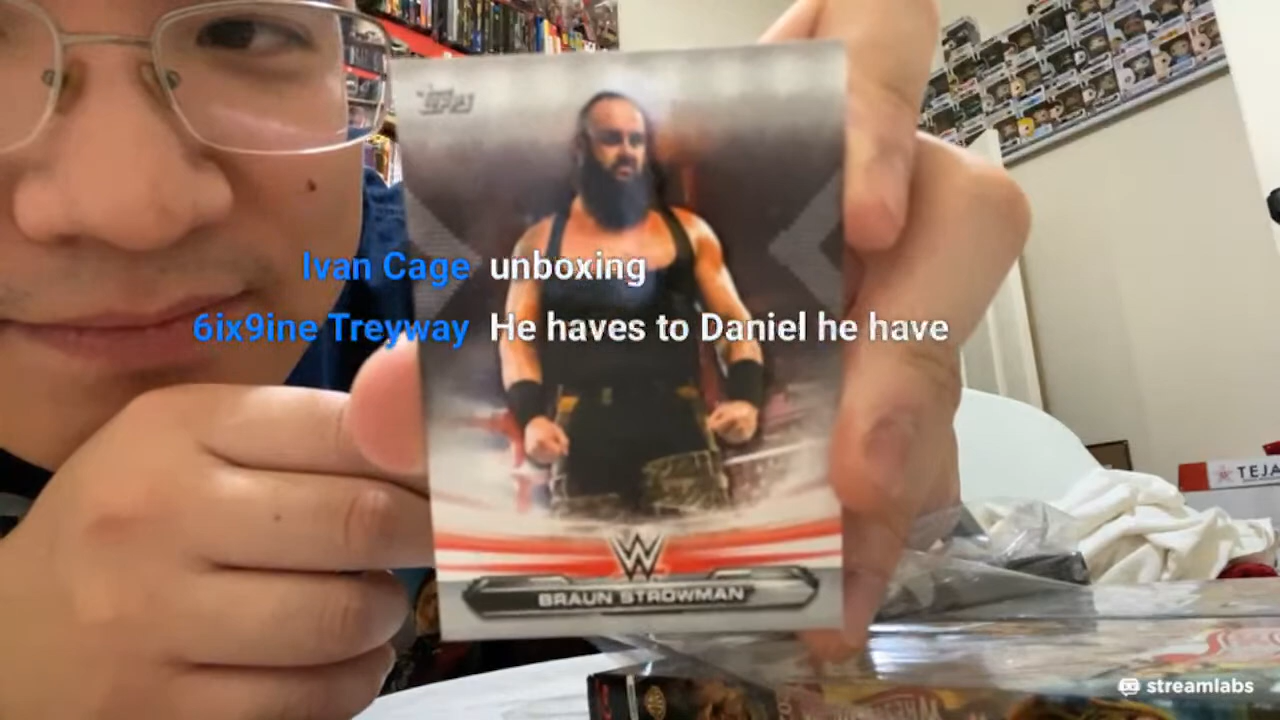 Topps
Ivan Cage unboxing
6ix9ine Treyway He haves to Daniel he have
W
BRAUN STROWMAN
TEJA
streamlabs